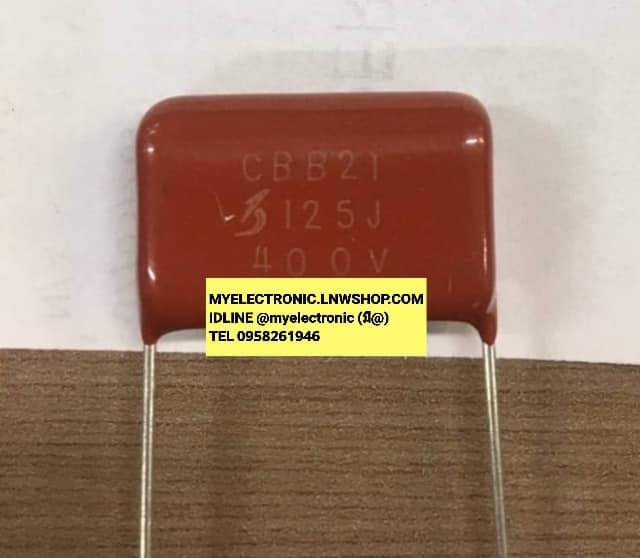 CBB21
125J
400V
MYELECTRONIC.LNWSHOP.COM
IDLINE @myelectronic (มี@)
TEL 0958261946